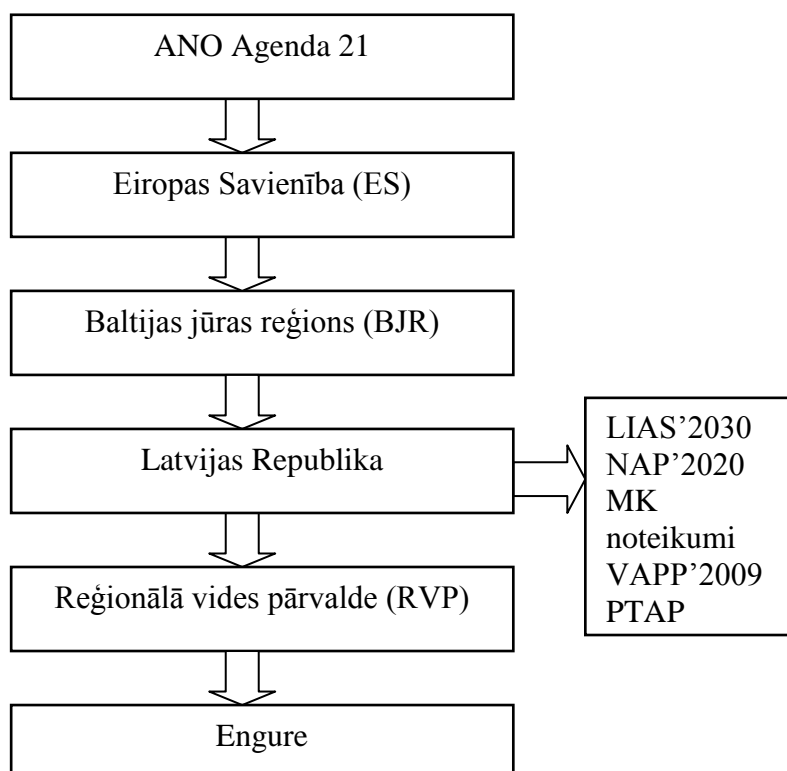 ANO Agenda 21
Eiropas Savienība (ES)
Baltijas jūras reģions (BJR)
Latvijas Republika
LIAS’2030
NAP’2020
MK
noteikumi
VAPP’2009
PTAP
Reģionālā vides pārvalde (RVP)
Engure